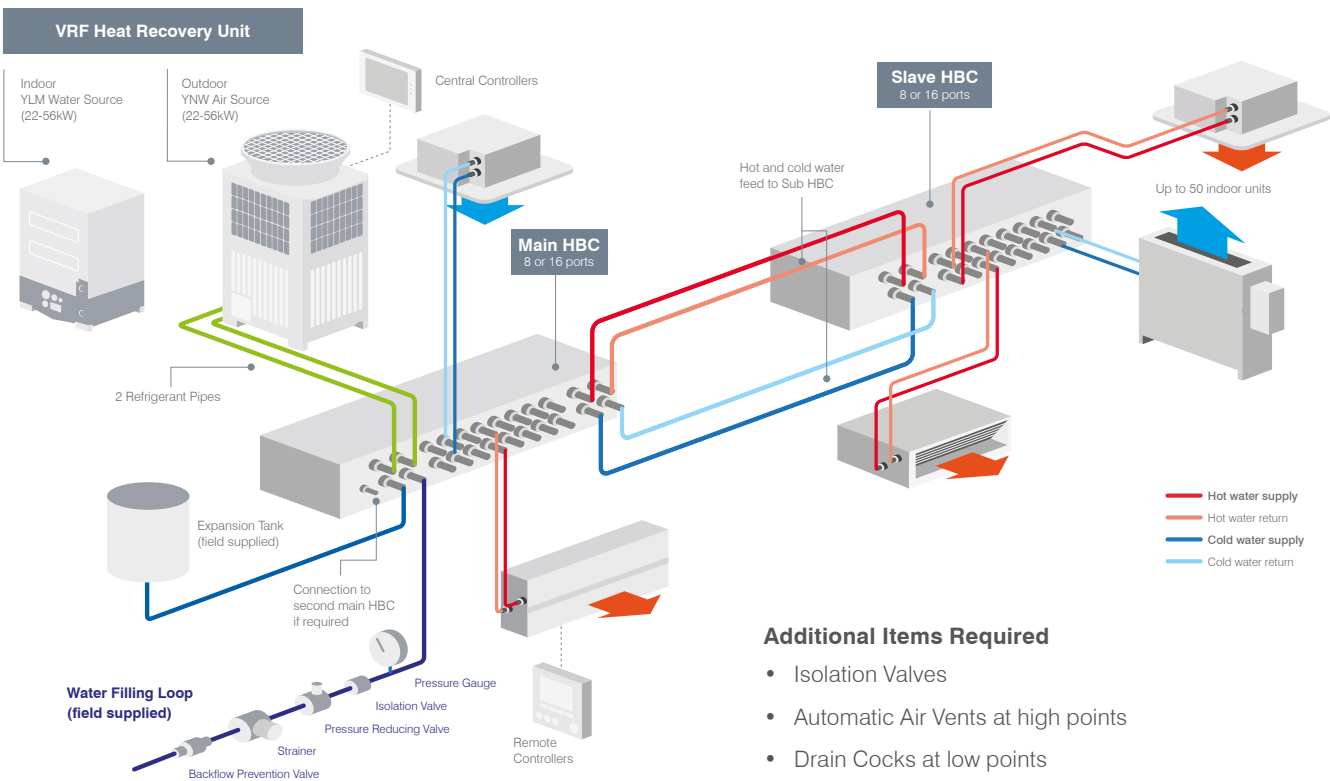 VRF Heat Recovery Unit
Indoor
YLM Water Source
(22-56kW)
Outdoor
YNW Air Source
(22-56kW)
Central Controllers
Slave HBC
8 or 16 ports
Hot and cold water
feed to Sub HBC
Up to 50 indoor units
Main HBC
8 or 16 ports
2 Refrigerant Pipes
Expansion Tank
(field supplied)
Connection to
second main HBC
if required
Hot water supply
Hot water return
Cold water supply
Cold water return
Water Filling Loop
(field supplied)
Pressure Gauge
Isolation Valve
Pressure Reducing Valve
Strainer
Backflow Prevention Valve
Remote
Controllers
Additional Items Required
• Isolation Valves
• Automatic Air Vents at high points
• Drain Cocks at low points